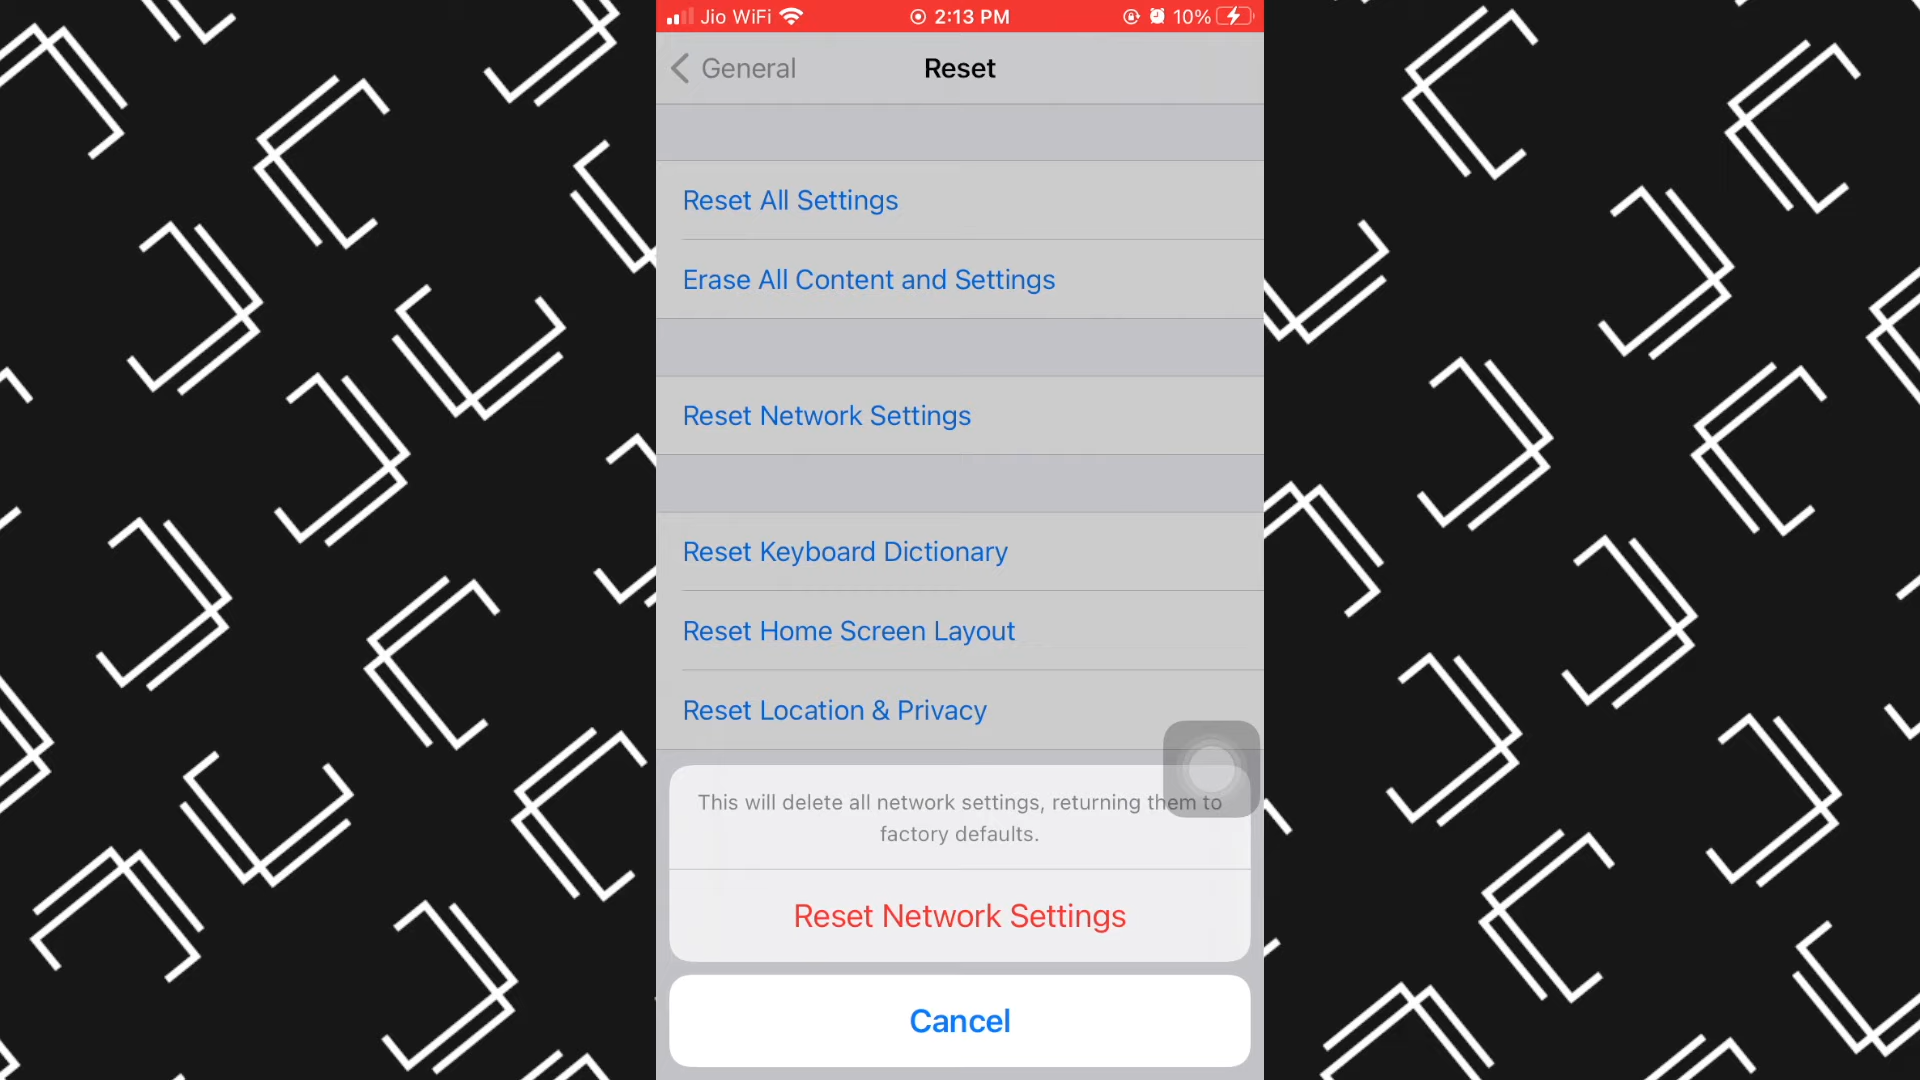 Jio WiFi 2:13 PM 10%
General Reset
Reset All Settings
Erase All Content and Settings
Reset Network Settings
Reset Keyboard Dictionary
Reset Home Screen Layout
Reset Location & Privacy
This will delete all network settings, returning them to
factory defaults.
Reset Network Settings
Cancel